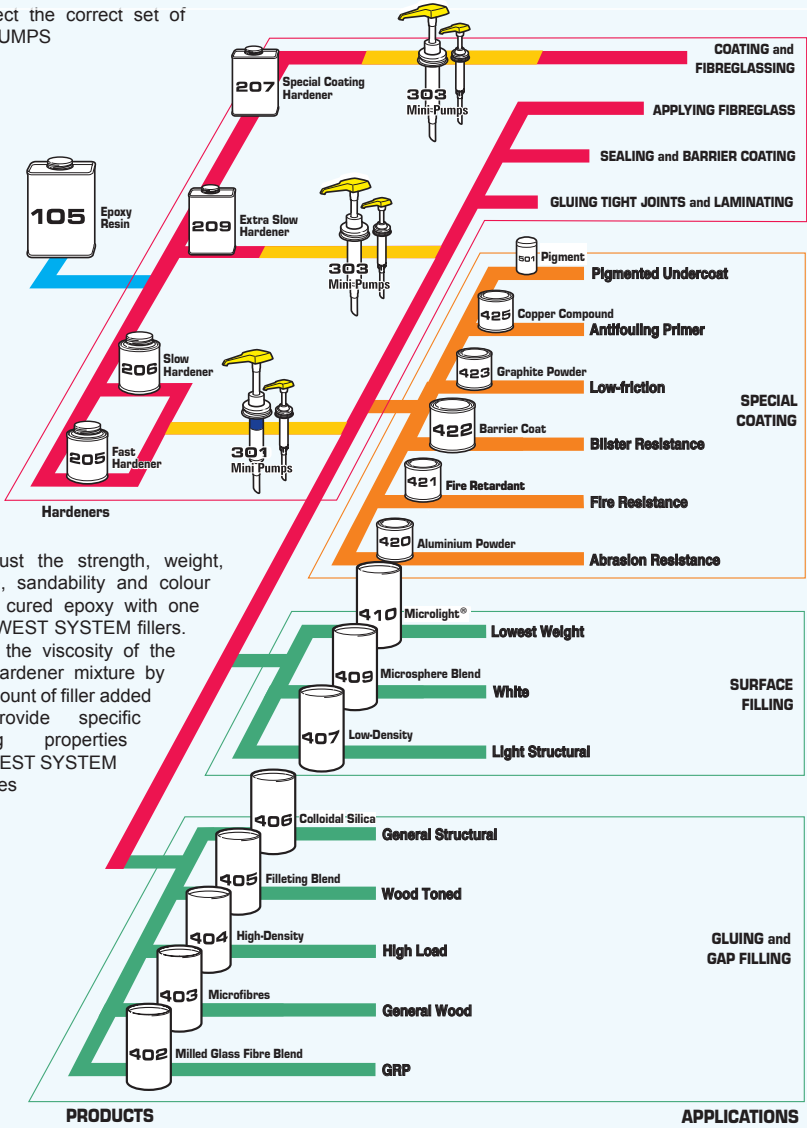 ect the correct set of
UMPS
207
Special Coating
Hardener
303
Mini-Pumps
COATING and
FIBREGLASSING
APPLYING FIBREGLASS
SEALING and BARRIER COATING
GLUING TIGHT JOINTS and LAMINATING
105
Epoxy
Resin
209
Extra Slow
Hardener
303
Mini-Pumps
206
Slow
Hardener
205
Fast
Hardener
301
Mini Pumps
Hardeners
501
Pigment
Pigmented Undercoat
425
Copper Compound
Antifouling Primer
423
Graphite Powder
Low-friction
422
Barrier Coat
Blister Resistance
421
Fire Retardant
Fire Resistance
420
Aluminium Powder
Abrasion Resistance
SPECIAL
COATING
ust the strength, weight,
, sandability and colour
cured epoxy with one
WEST SYSTEM fillers.
the viscosity of the
ardener mixture by
ount of filler added
rovide specific
g properties
EST SYSTEM
es
410
Microlight®
Lowest Weight
409
Microsphere Blend
White
407
Low-Density
Light Structural
SURFACE
FILLING
406
Colloidal Silica
General Structural
405
Filleting Blend
Wood Toned
404
High-Density
High Load
403
Microfibres
General Wood
402
Milled Glass Fibre Blend
GRP
GLUING and
GAP FILLING
PRODUCTS
APPLICATIONS